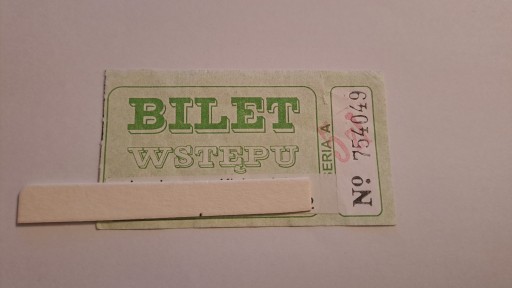 BILET
WSTĘPU
SERIA A
Nº 754049